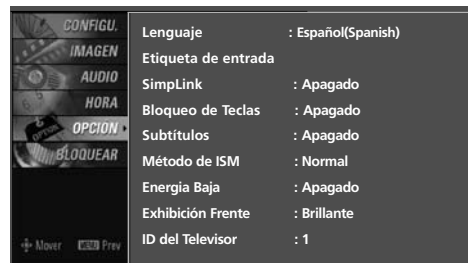 CONFIGU.
IMAGEN
AUDIO
HORA
OPCION
BLOQUEAR
Mover MENU Prev
Lenguaje : Español(Spanish)
Etiqueta de entrada
SimpLink : Apagado
Bloqueo de Teclas : Apagado
Subtítulos : Apagado
Método de ISM : Normal
Energia Baja : Apagado
Exhibición Frente : Brillante
ID del Televisor : 1